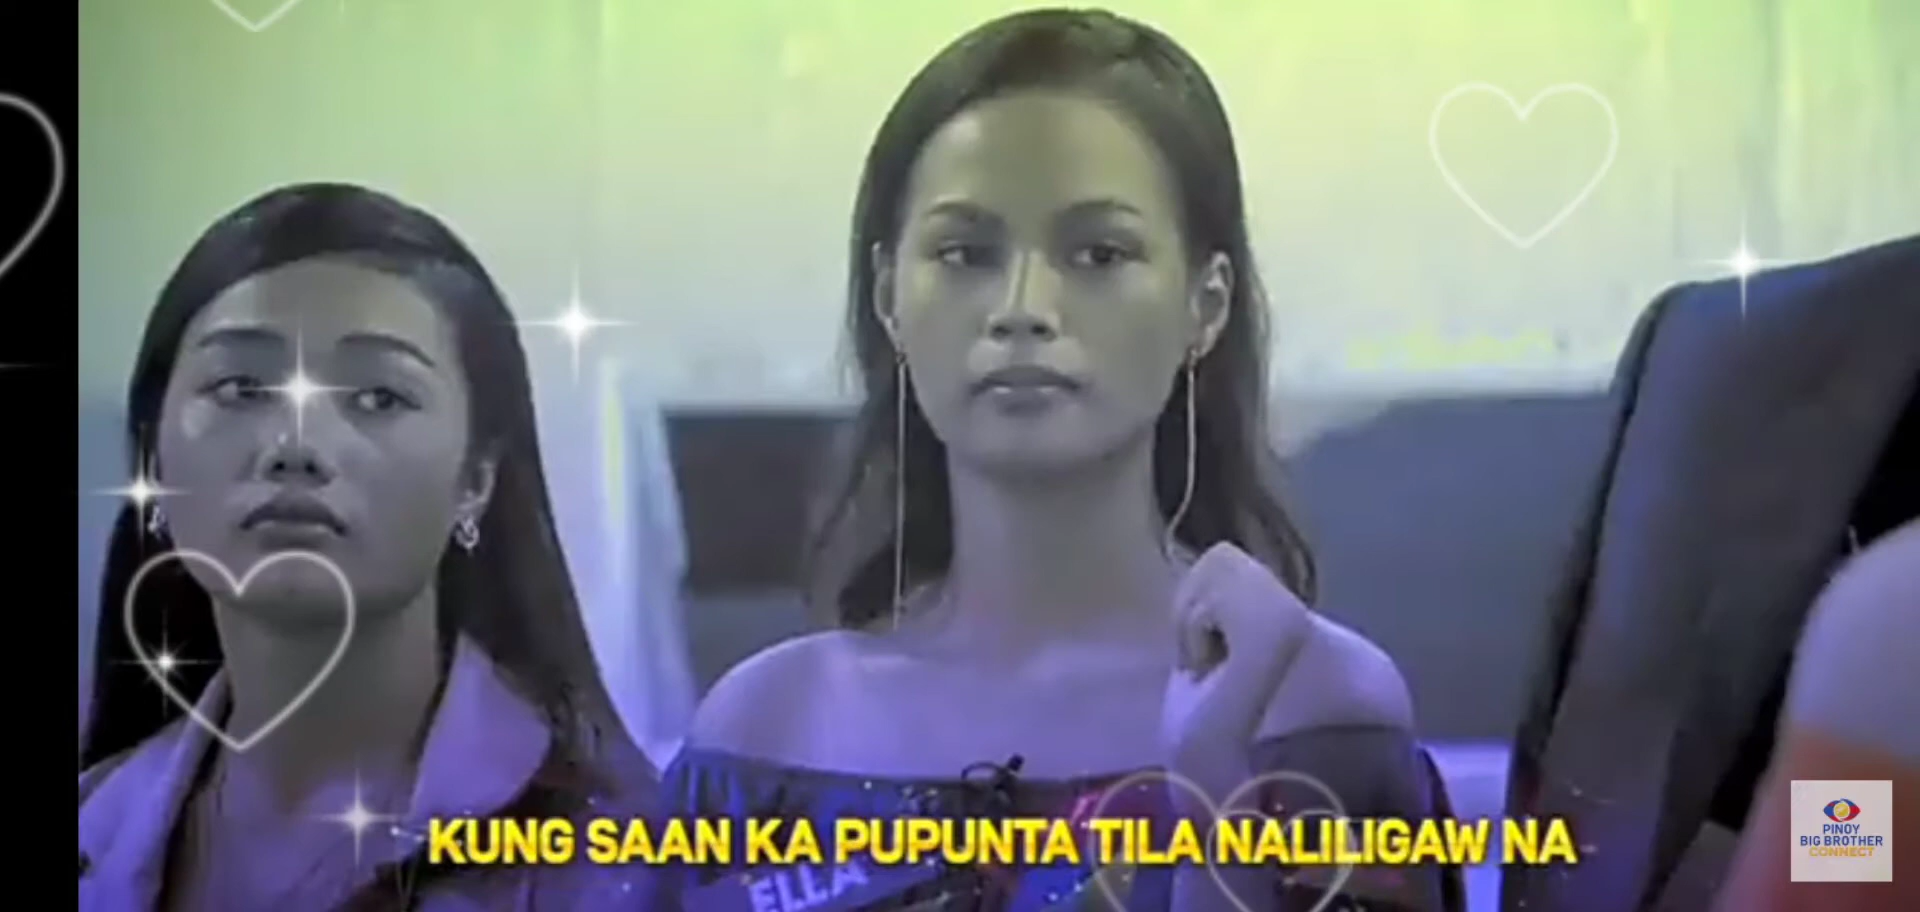 KUNG SAAN KA PUPUNTA TILA NALILIGAW NA
ELLA
PINOY
BIG BROTHER
CONNECT